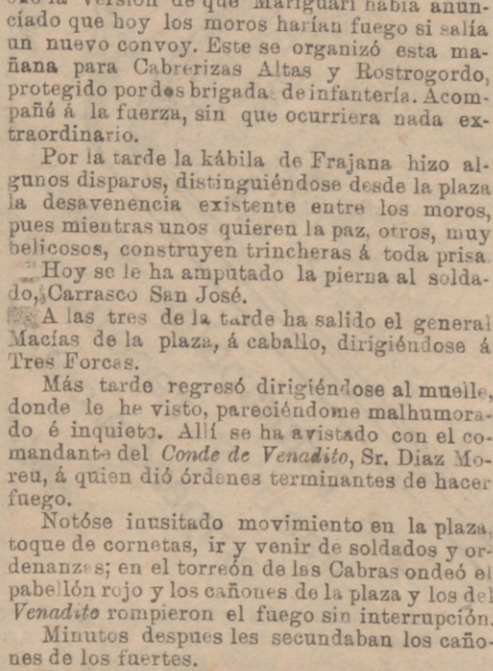 la versión de que Mariguari había anun-
ciado que hoy los moros harían fuego si salía
un nuevo convoy. Este se organizó esta ma-
ñana para Cabrerizas Altas y Rostrogordo,
protegido por dos brigadas de infantería. Acom-
pañé á la fuerza, sin que ocurriera nada ex-
traordinario.
Por la tarde la kábila de Frajana hizo al-
gunos disparos, distinguiéndose desde la plaza
la desavenencia existente entre los moros,
pues mientras unos quieren la paz, otros, muy
belicosos, construyen trincheras á toda prisa
Hoy se le ha amputado la pierna al solda-
do, Carrasco San José.
A las tres de la tarde ha salido el general
Macías de la plaza, á caballo, dirigiéndose á
Tres Forcas.
Más tarde regresó dirigiéndose al muelle,
donde le he visto, pareciéndome malhumora-
do é inquieto. Allí se ha avistado con el co-
mandante del Conde de Venadito, Sr. Diaz Mo-
reu, á quien dió órdenes terminantes de hacer
fuego.
Notóse inusitado movimiento en la plaza,
toque de cornetas, ir y venir de soldados y or-
denanzas; en el torreón de las Cabras ondeó el
pabellón rojo y los cañones de la plaza y los del
Venadito rompieron el fuego sin interrupción.
Minutos despues les secundaban los caño-
nes de los fuertes.